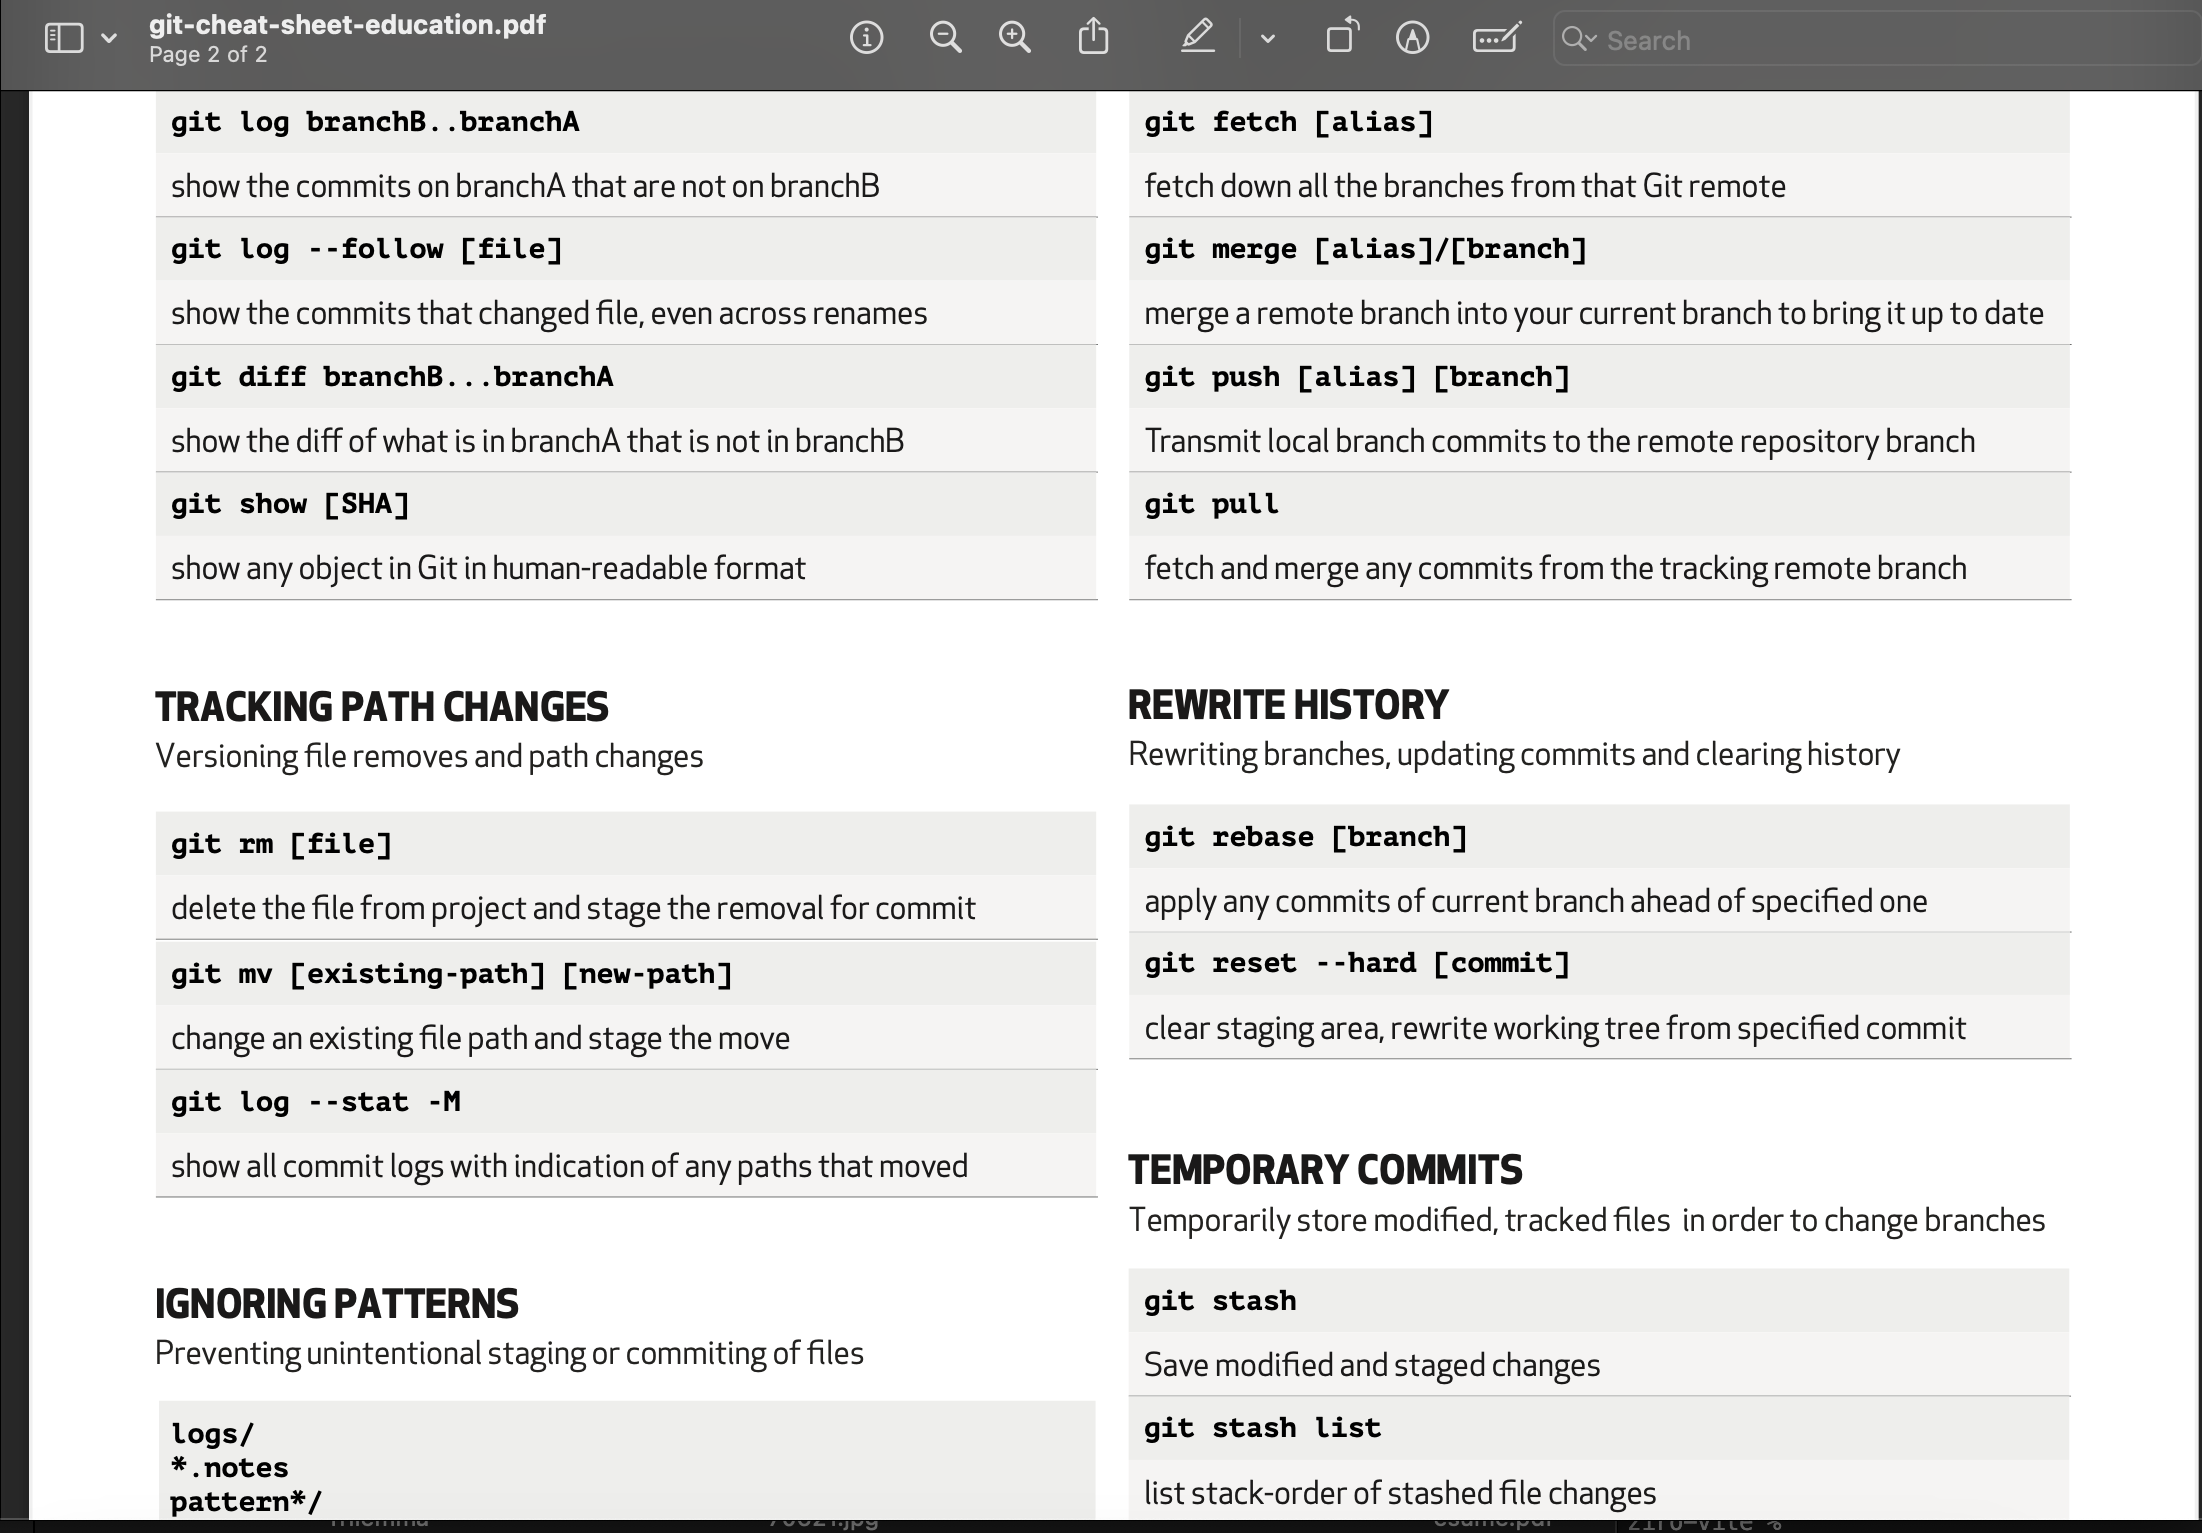 git-cheat-sheet-education.pdf
Page 2 of 2
Search
git log branchB..branchA
show the commits on branchA that are not on branchB
git log --follow [file]
show the commits that changed file, even across renames
git diff branchB...branchA
show the diff of what is in branchA that is not in branchB
git show [SHA]
show any object in Git in human-readable format
TRACKING PATH CHANGES
Versioning file removes and path changes
git rm [file]
delete the file from project and stage the removal for commit
git mv [existing-path] [new-path]
change an existing file path and stage the move
git log --stat -M
show all commit logs with indication of any paths that moved
IGNORING PATTERNS
Preventing unintentional staging or commiting of files
logs/
*.notes
pattern*/
git fetch [alias]
fetch down all the branches from that Git remote
git merge [alias]/[branch]
merge a remote branch into your current branch to bring it up to date
git push [alias] [branch]
Transmit local branch commits to the remote repository branch
git pull
fetch and merge any commits from the tracking remote branch
REWRITE HISTORY
Rewriting branches, updating commits and clearing history
git rebase [branch]
apply any commits of current branch ahead of specified one
git reset --hard [commit]
clear staging area, rewrite working tree from specified commit
TEMPORARY COMMITS
Temporarily store modified, tracked files in order to change branches
git stash
Save modified and staged changes
git stash list
list stack-order of stashed file changes